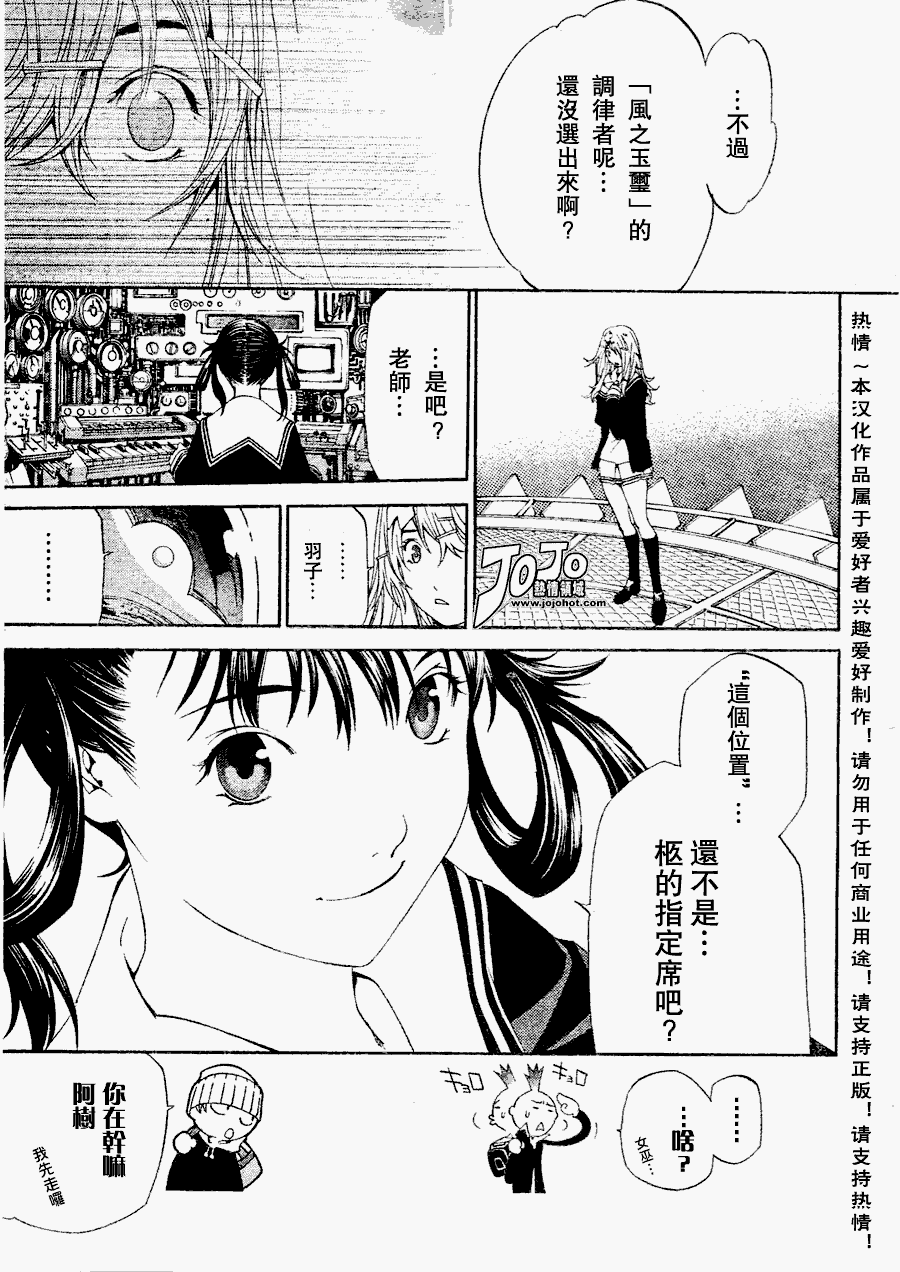 …不過
「風之玉璽」的
調律者呢…
還沒選出來啊？
…是吧？
老師…
JOJO
熱情領域
www.jojohot.com
…
羽子…
………
“這個位置”…
還不是…
柩的指定席吧？
……
…啥？
女巫…
キョロ
キョロ
你在幹嘛
阿樹
我先走囉
热情～本汉化作品属于爱好者兴趣爱好制作！请勿用于任何商业用途！请支持正版！请支持热情！